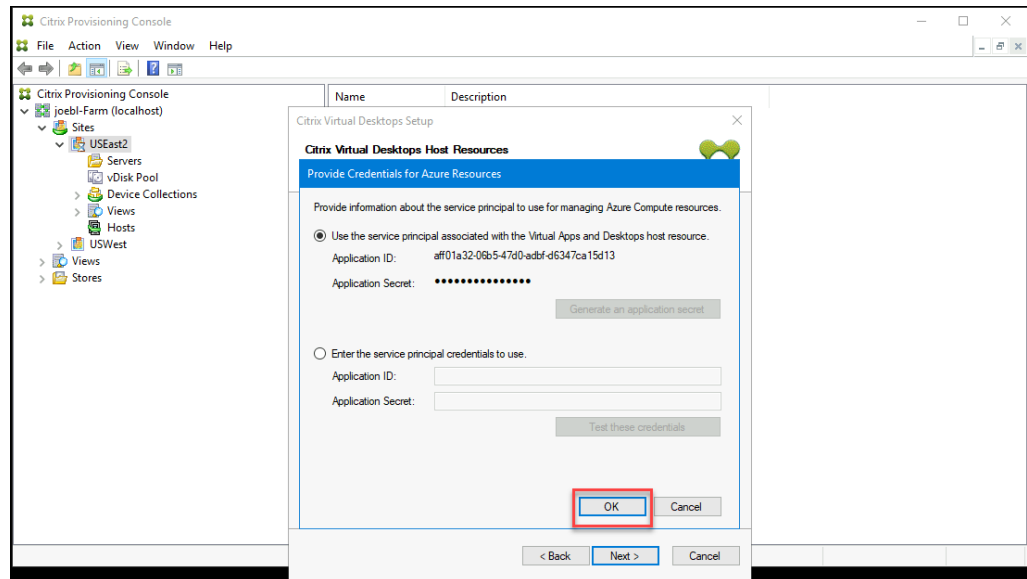 Citrix Provisioning Console
File Action View Window Help
Citrix Provisioning Console
joebl-Farm (localhost)
Sites
USEast2
Servers
vDisk Pool
Device Collections
Views
Hosts
USWest
Views
Stores
Name Description
Citrix Virtual Desktops Setup
Citrix Virtual Desktops Host Resources
Provide Credentials for Azure Resources
Provide information about the service principal to use for managing Azure Compute resources.
Use the service principal associated with the Virtual Apps and Desktops host resource.
Application ID: aff01a32-06b5-47d0-adbf-d6347ca15d13
Application Secret: •••••••••••••••
Generate an application secret
Enter the service principal credentials to use.
Application ID:
Application Secret:
Test these credentials
OK Cancel
< Back Next > Cancel